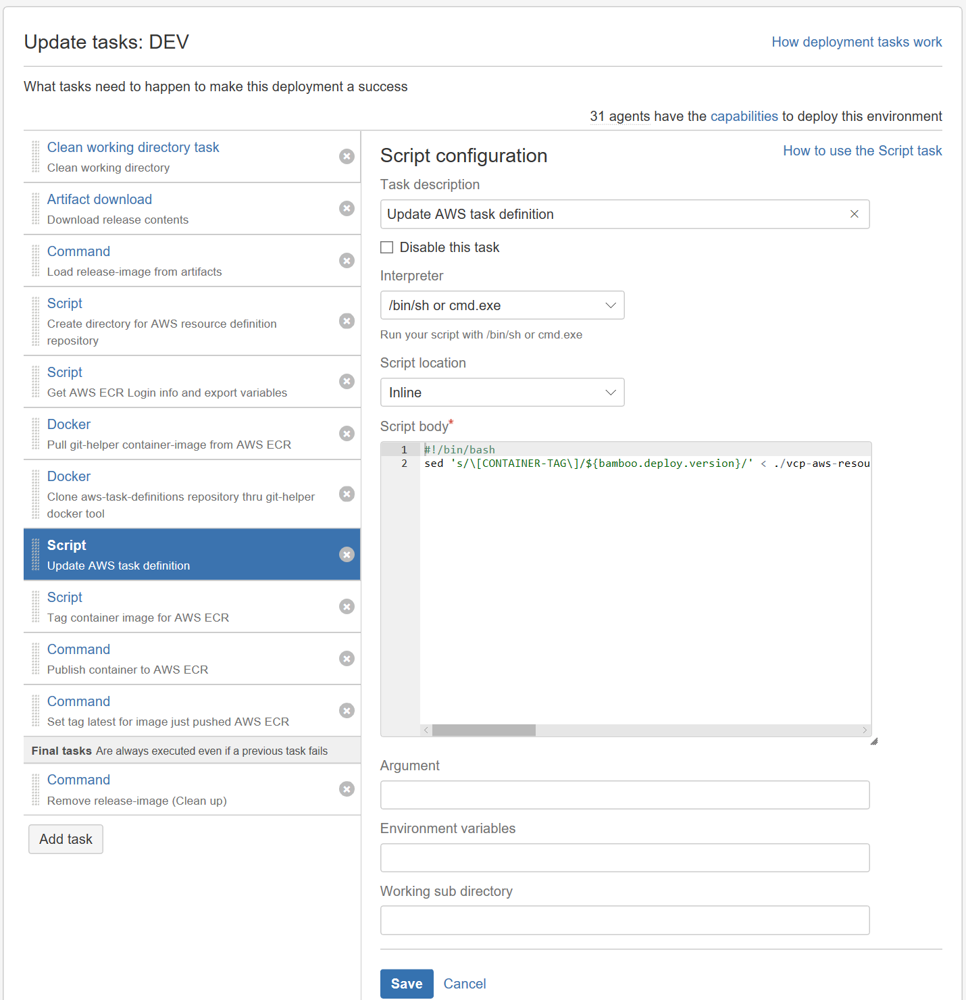 Update tasks: DEV
How deployment tasks work
What tasks need to happen to make this deployment a success
31 agents have the capabilities to deploy this environment
Clean working directory task
Clean working directory
Artifact download
Download release contents
Command
Load release-image from artifacts
Script
Create directory for AWS resource definition
repository
Script
Get AWS ECR Login info and export variables
Docker
Pull git-helper container-image from AWS ECR
Docker
Clone aws-task-definitions repository thru git-helper
docker tool
Script
Update AWS task definition
Script
Tag container image for AWS ECR
Command
Publish container to AWS ECR
Command
Set tag latest for image just pushed AWS ECR
Final tasks Are always executed even if a previous task fails
Command
Remove release-image (Clean up)
Add task
Script configuration
How to use the Script task
Task description
Update AWS task definition
Disable this task
Interpreter
/bin/sh or cmd.exe
Run your script with /bin/sh or cmd.exe
Script location
Inline
Script body*
1 #!/bin/bash
2 sed 's/\[CONTAINER-TAG\]/${bamboo.deploy.version}/' < ./vcp-aws-resou
Argument
Environment variables
Working sub directory
Save
Cancel